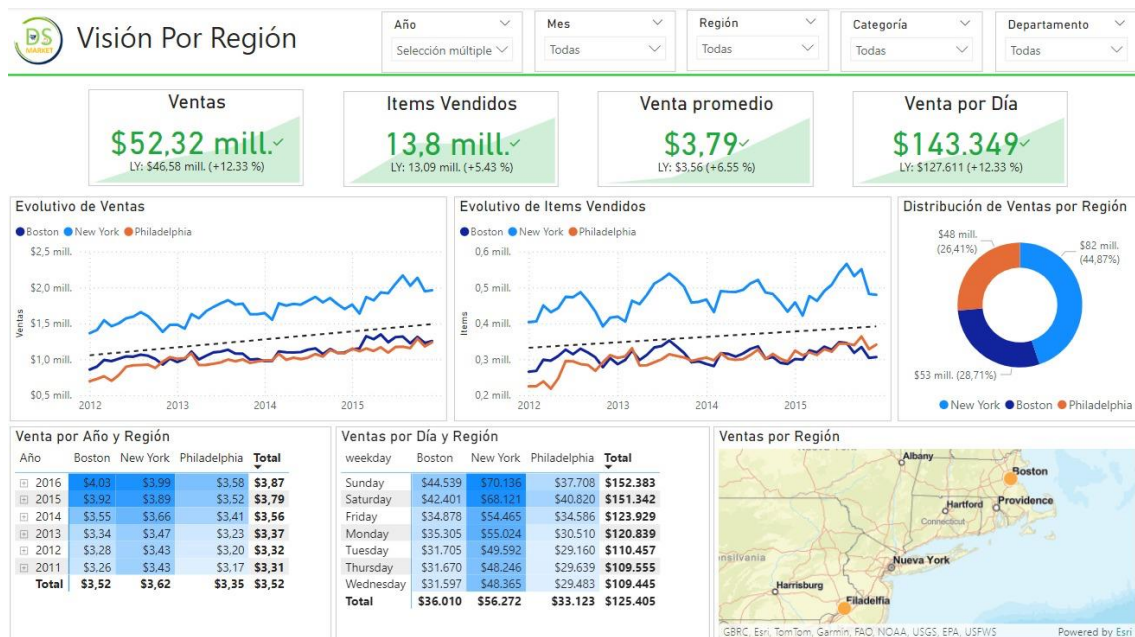 DS
MARKET
Visión Por Región
Año
Selección múltiple
Mes
Todas
Región
Todas
Categoría
Todas
Departamento
Todas
Ventas
$52,32 mill.
LY: $46,58 mill. (+12.33 %)
Items Vendidos
13,8 mill.
LY: 13,09 mill. (+5.43 %)
Venta promedio
$3,79
LY: $3,56 (+6.55 %)
Venta por Día
$143.349
LY: $127.611 (+12.33 %)
Evolutivo de Ventas
Boston New York Philadelphia
$2,5 mill.
$2,0 mill.
$1,5 mill.
$1,0 mill.
$0,5 mill.
Ventas
2012 2013 2014 2015
Evolutivo de Items Vendidos
Boston New York Philadelphia
0,6 mill.
0,5 mill.
0,4 mill.
0,3 mill.
0,2 mill.
Items
2012 2013 2014 2015
Distribución de Ventas por Región
$48 mill.
(26,41%)
$82 mill.
(44,87%)
$53 mill. (28,71%)
New York Boston Philadelphia
Venta por Año y Región
Año Boston New York Philadelphia Total
2016 $4,03 $3,99 $3,58 $3,87
2015 $3,92 $3,89 $3,52 $3,79
2014 $3,55 $3,66 $3,41 $3,56
2013 $3,34 $3,47 $3,23 $3,37
2012 $3,28 $3,43 $3,20 $3,32
2011 $3,26 $3,43 $3,17 $3,31
Total $3,52 $3,62 $3,35 $3,52
Ventas por Día y Región
weekday Boston New York Philadelphia Total
Sunday $44.539 $70.136 $37.708 $152.383
Saturday $42.401 $68.121 $40.820 $151.342
Friday $34.878 $54.465 $34.586 $123.929
Monday $35.305 $55.024 $30.510 $120.839
Tuesday $31.705 $49.592 $29.160 $110.457
Thursday $31.670 $48.246 $29.639 $109.555
Wednesday $31.597 $48.365 $29.483 $109.445
Total $36.010 $56.272 $33.123 $125.405
Ventas por Región
Albany
Boston
Hartford
Providence
Connecticut
nsilvania
Nueva York
Harrisburg
Filadelfia
GBRC, Esri, TomTom, Garmin, FAO, NOAA, USGS, EPA, USFWS
Powered by Esri